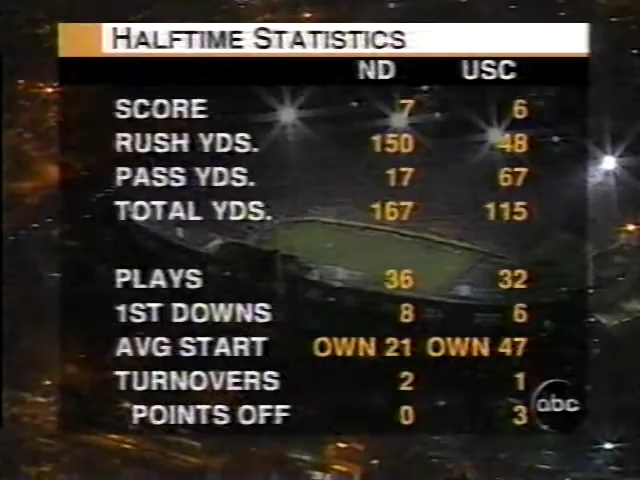 HALFTIME STATISTICS
ND USC
SCORE 7 6
RUSH YDS. 150 48
PASS YDS. 17 67
TOTAL YDS. 167 115
PLAYS 36 32
1ST DOWNS 8 6
AVG START OWN 21 OWN 47
TURNOVERS 2 1
POINTS OFF 0 3
abc